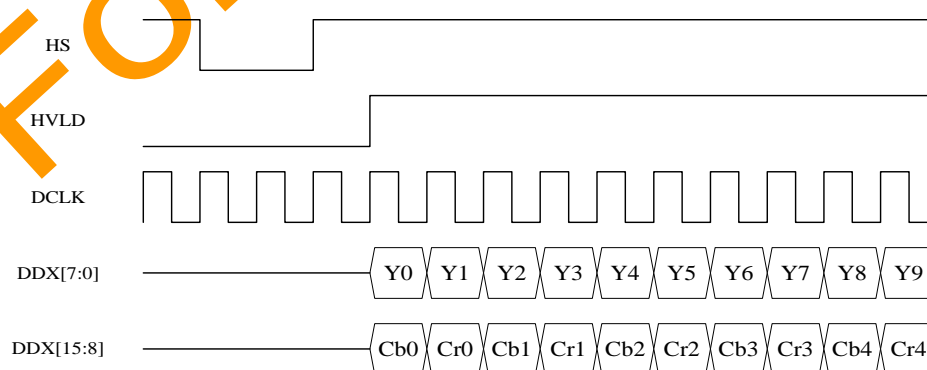 HS
HVLD
DCLK
DDX[7:0] Y0 Y1 Y2 Y3 Y4 Y5 Y6 Y7 Y8 Y9
DDX[15:8] Cb0 Cr0 Cb1 Cr1 Cb2 Cr2 Cb3 Cr3 Cb4 Cr4